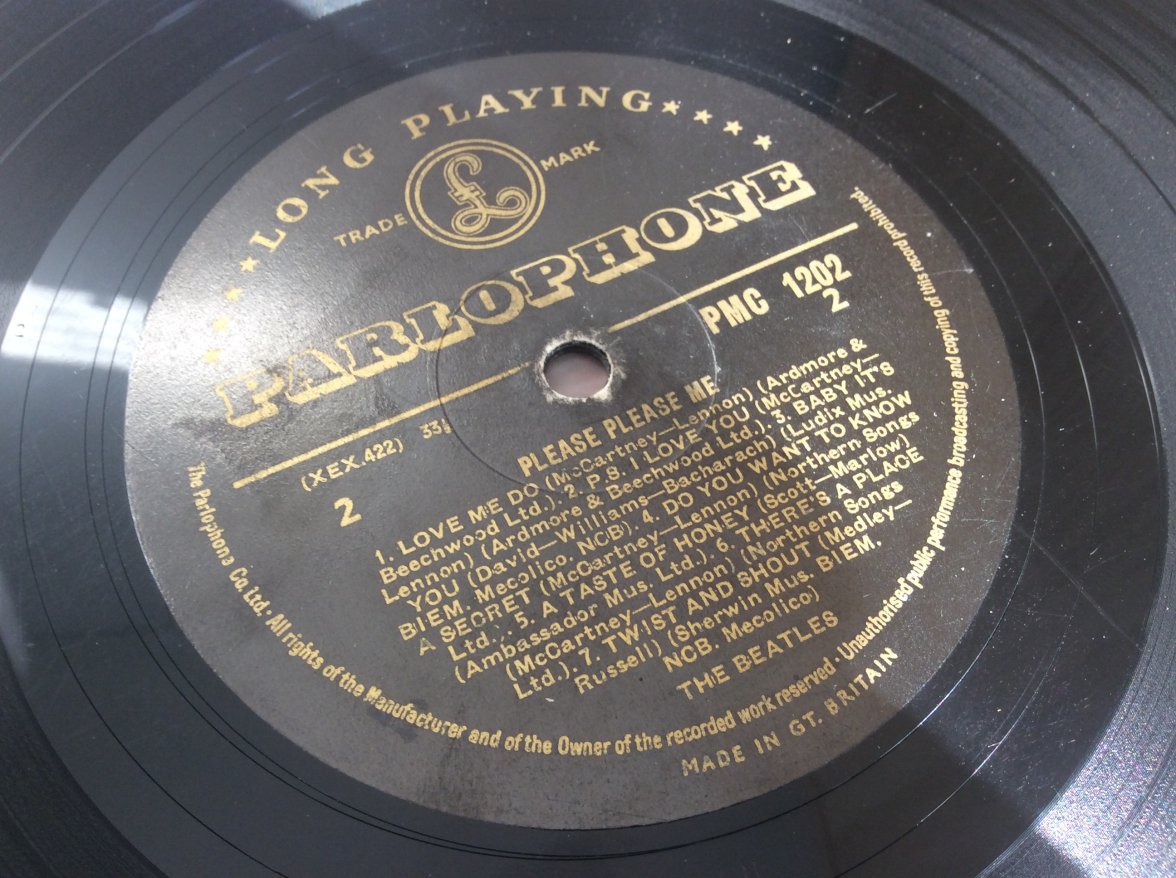 LONG PLAYING
TRADE £ MARK
PARLOPHONE
PMC 1202
2
(XEX.422) 33⅓
2
PLEASE PLEASE ME
1. LOVE ME DO (McCartney—Lennon) (Ardmore &
Beechwood Ltd.). 2. P.S. I LOVE YOU (McCartney—
Lennon) (Ardmore & Beechwood Ltd.). 3. BABY IT'S
YOU (David—Williams—Bacharach) (Ludix Mus.
BIEM. Mecolico. NCB). 4. DO YOU WANT TO KNOW
A SECRET (McCartney—Lennon) (Northern Songs
Ltd... 5. A TASTE OF HONEY (Scott—Marlow)
(Ambassador Mus. Ltd.) 6. THERE'S A PLACE
(McCartney—Lennon) (Northern Songs
Ltd.). 7. TWIST AND SHOUT (Medley—
Russell) (Sherwin Mus. BIEM.
NCB. Mecolico)
THE BEATLES
The Parlophone Co. Ltd · All rights of the Manufacturer and of the Owner of the recorded work reserved · Unauthorised public performance broadcasting and copying of this record prohibited.
MADE IN GT. BRITAIN